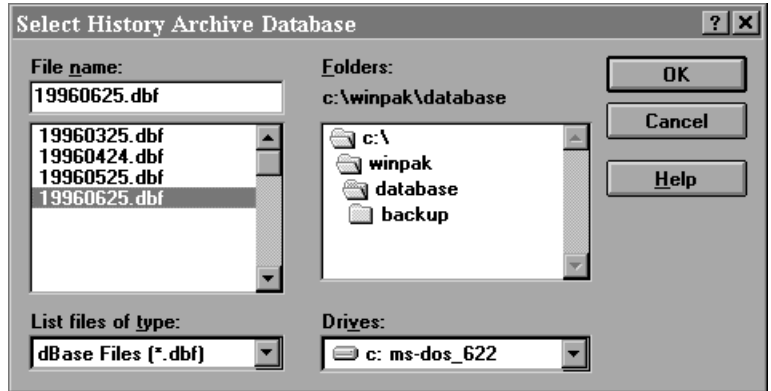 Select History Archive Database
File name:
19960625.dbf
19960325.dbf
19960424.dbf
19960525.dbf
19960625.dbf
List files of type:
dBase Files (*.dbf)
Folders:
c:\winpak\database
c:\
winpak
database
backup
Drives:
c: ms-dos_622
OK
Cancel
Help